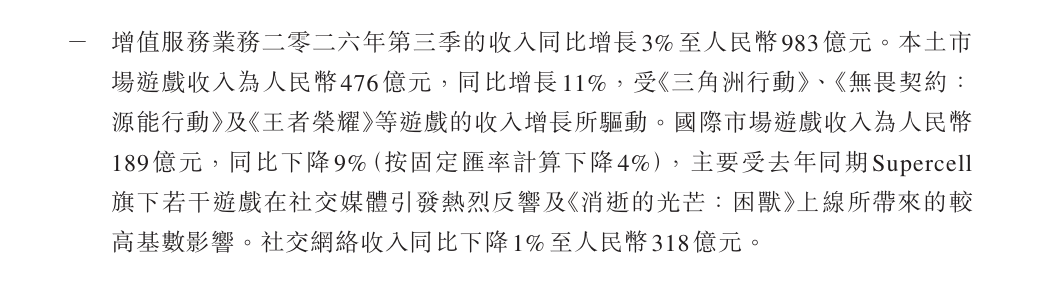 — 增值服務業務二零二六年第三季的收入同比增長3%至人民幣983億元。本土市
場遊戲收入為人民幣476億元，同比增長11%，受《三角洲行動》、《無畏契約：
源能行動》及《王者榮耀》等遊戲的收入增長所驅動。國際市場遊戲收入為人民幣
189億元，同比下降9%（按固定匯率計算下降4%），主要受去年同期Supercell
旗下若干遊戲在社交媒體引發熱烈反響及《消逝的光芒：困獸》上線所帶來的較
高基數影響。社交網絡收入同比下降1%至人民幣318億元。